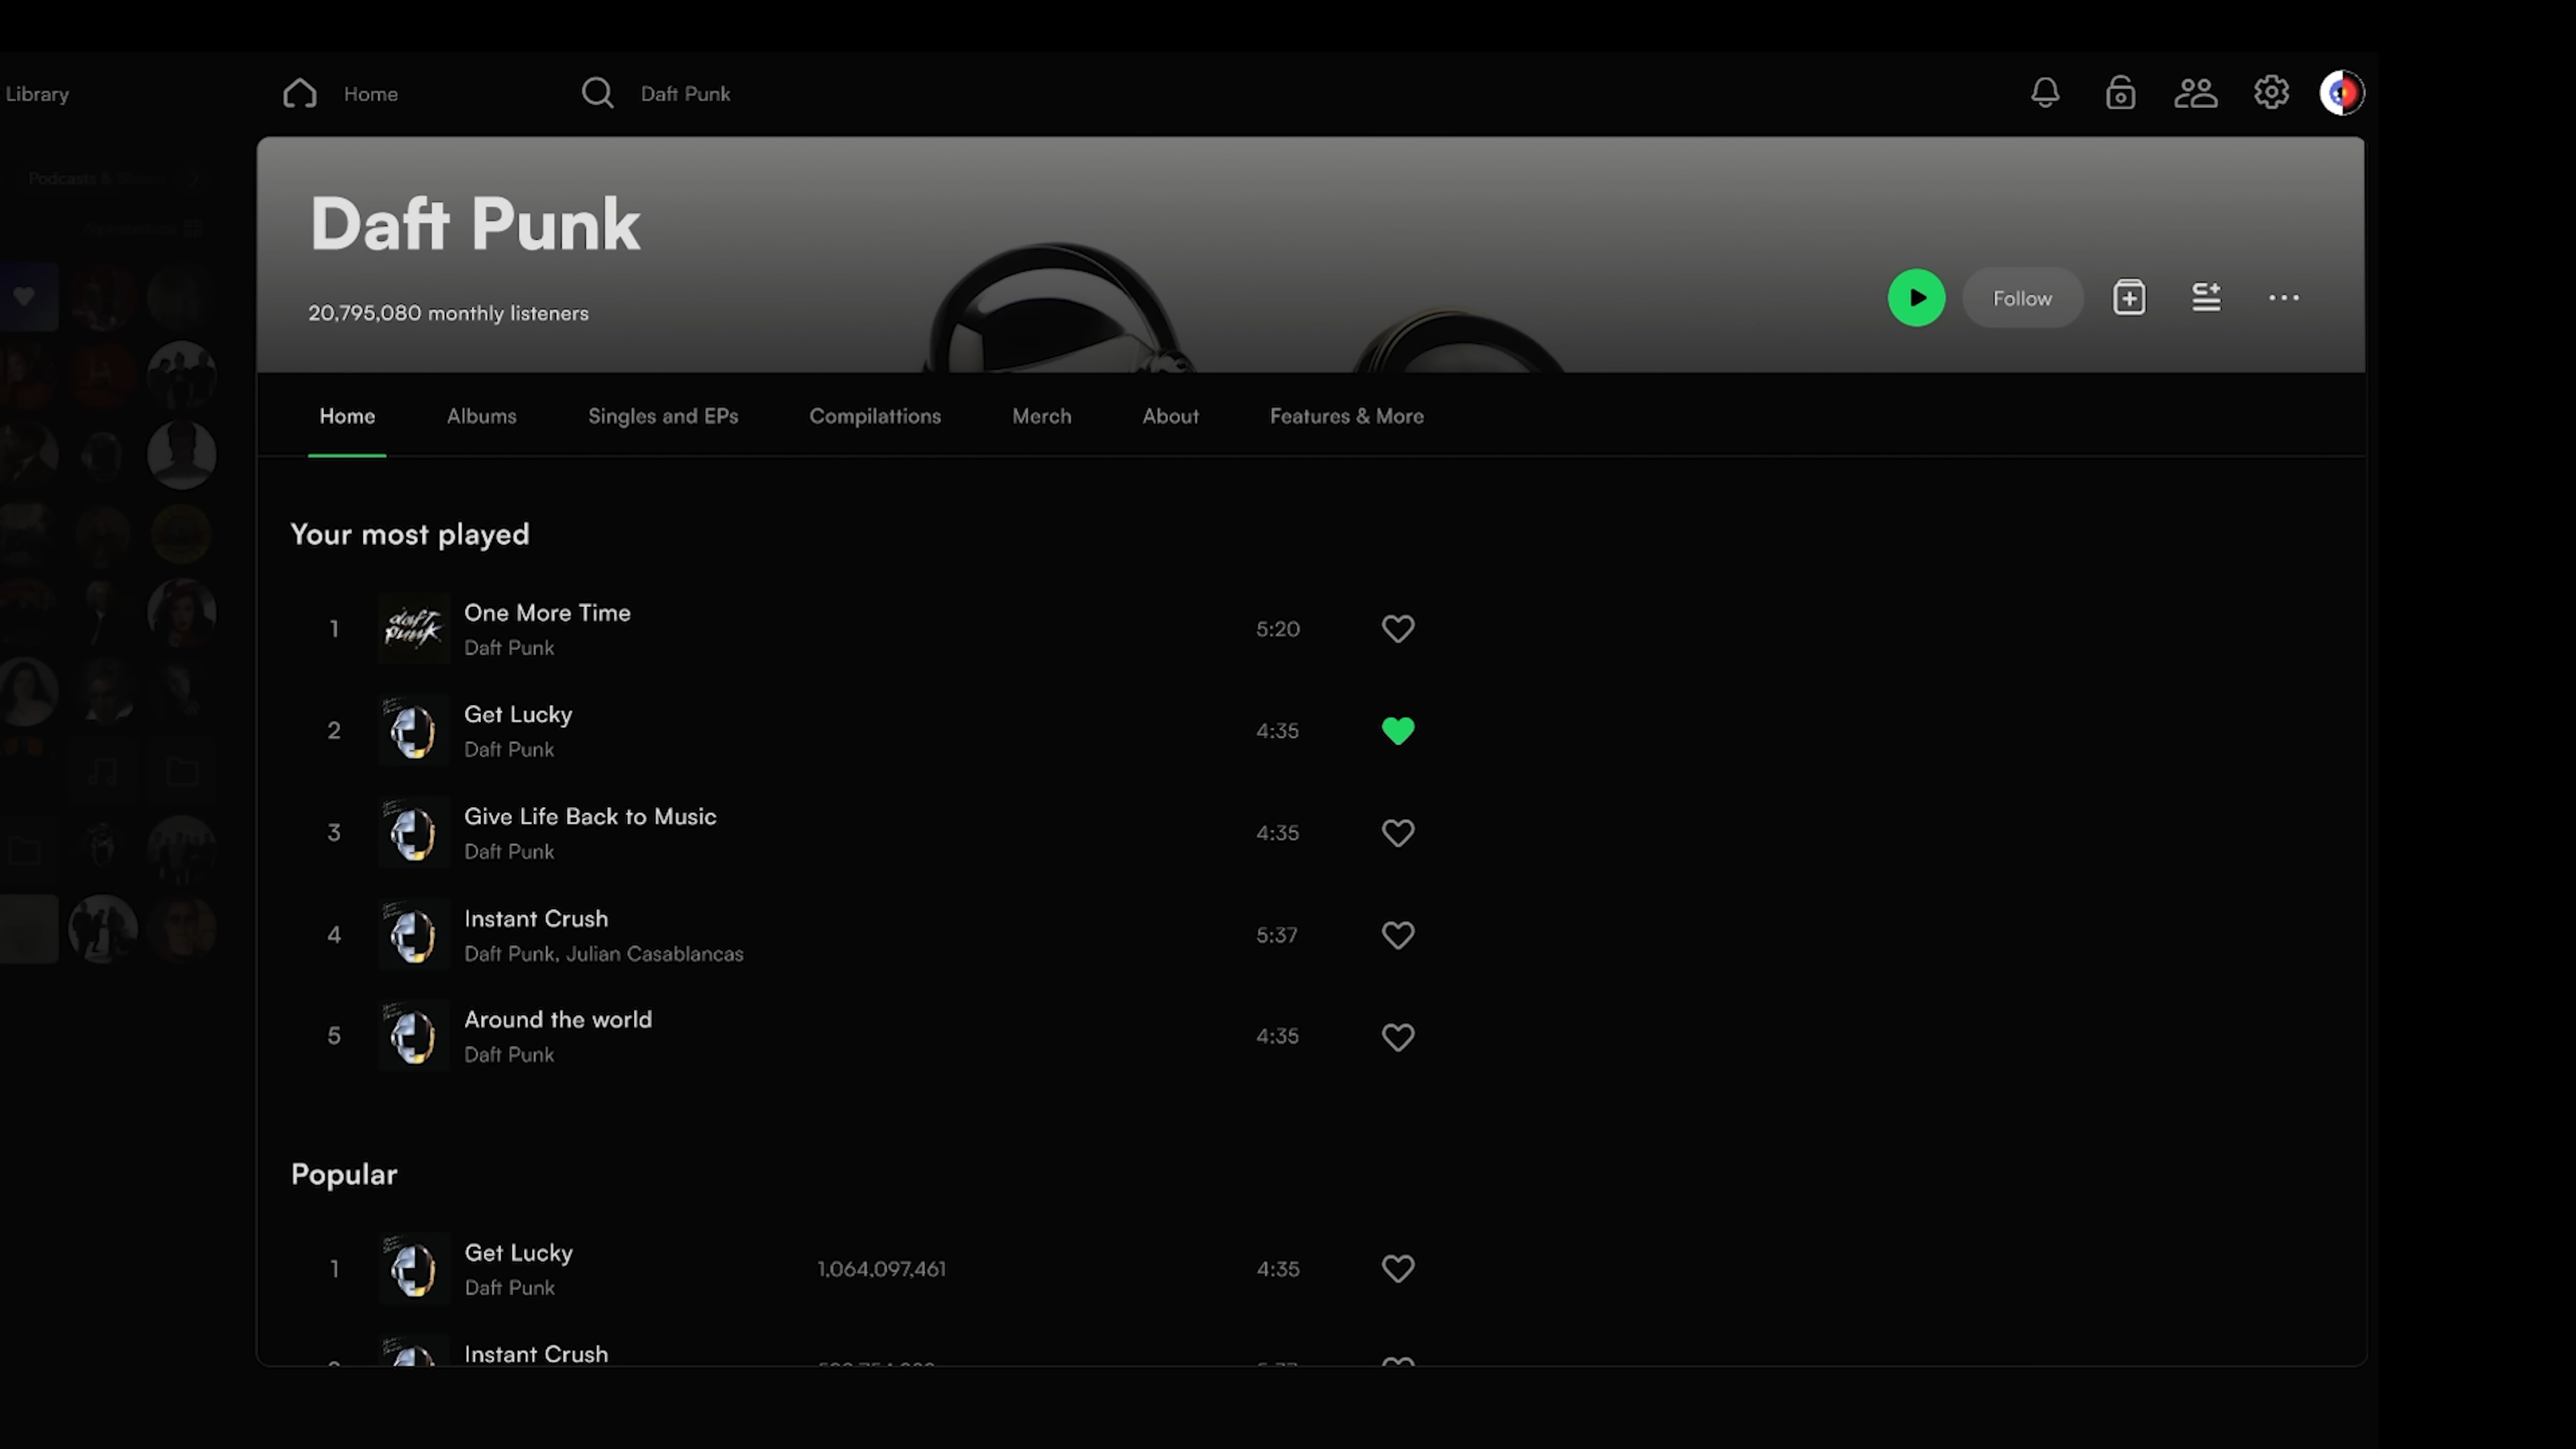 Library
Home
Daft Punk
Podcasts &
Daft Punk
20,795,080 monthly listeners
Follow
Home
Albums
Singles and EPs
Compilattions
Merch
About
Features & More
Your most played
1
daft punk
One More Time
5:20
Daft Punk
2
Get Lucky
4:35
Daft Punk
3
Give Life Back to Music
4:35
Daft Punk
4
Instant Crush
5:37
Daft Punk, Julian Casablancas
5
Around the world
4:35
Daft Punk
Popular
1
Get Lucky
1,064,097,461
4:35
Daft Punk
Instant Crush